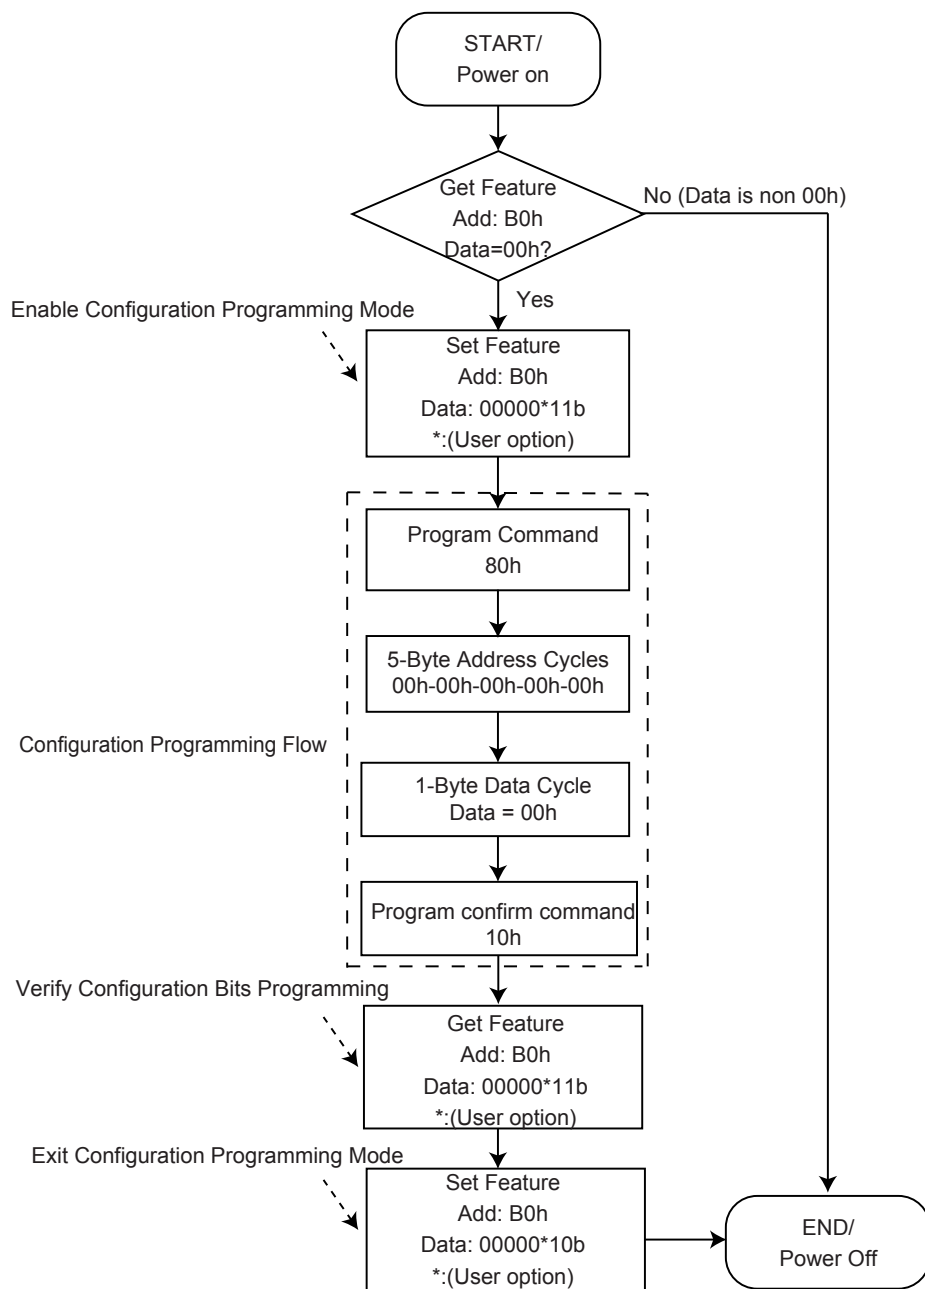 START/
Power on
Get Feature
Add: B0h
Data=00h?
No (Data is non 00h)
Yes
Enable Configuration Programming Mode
Set Feature
Add: B0h
Data: 00000*11b
*:(User option)
Program Command
80h
5-Byte Address Cycles
00h-00h-00h-00h-00h
Configuration Programming Flow
1-Byte Data Cycle
Data = 00h
Program confirm command
10h
Verify Configuration Bits Programming
Get Feature
Add: B0h
Data: 00000*11b
*:(User option)
Exit Configuration Programming Mode
Set Feature
Add: B0h
Data: 00000*10b
*:(User option)
END/
Power Off